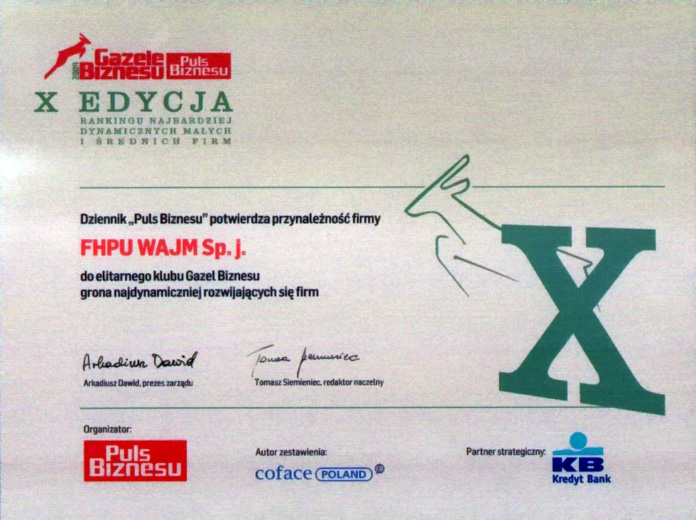 2009
Gazele Biznesu
Puls Biznesu
X EDYCJA
RANKINGU NAJBARDZIEJ
DYNAMICZNYCH MAŁYCH
I ŚREDNICH FIRM
Dziennik „Puls Biznesu” potwierdza przynależność firmy
FHPU WAJM Sp. j.
do elitarnego klubu Gazel Biznesu
grona najdynamiczniej rozwijających się firm
X
Arkadiusz Dawid
Arkadiusz Dawid, prezes zarządu
Tomasz Siemieniec
Tomasz Siemieniec, redaktor naczelny
Organizator:
Puls
Biznesu
Autor zestawienia:
coface POLAND
Partner strategiczny:
KB
Kredyt Bank